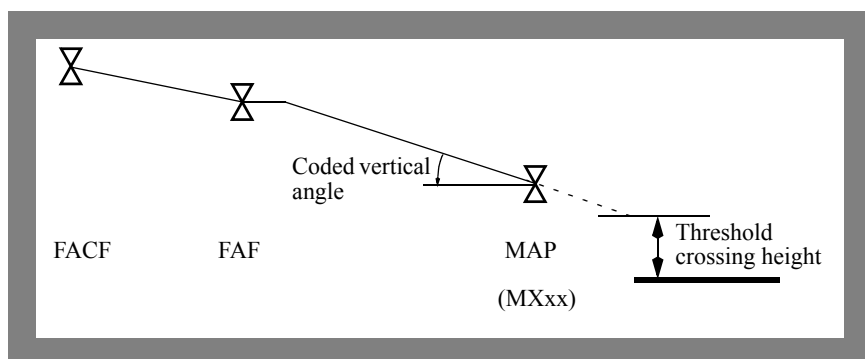 Coded vertical
angle
Threshold
crossing height
FACF
FAF
MAP
(MXxx)